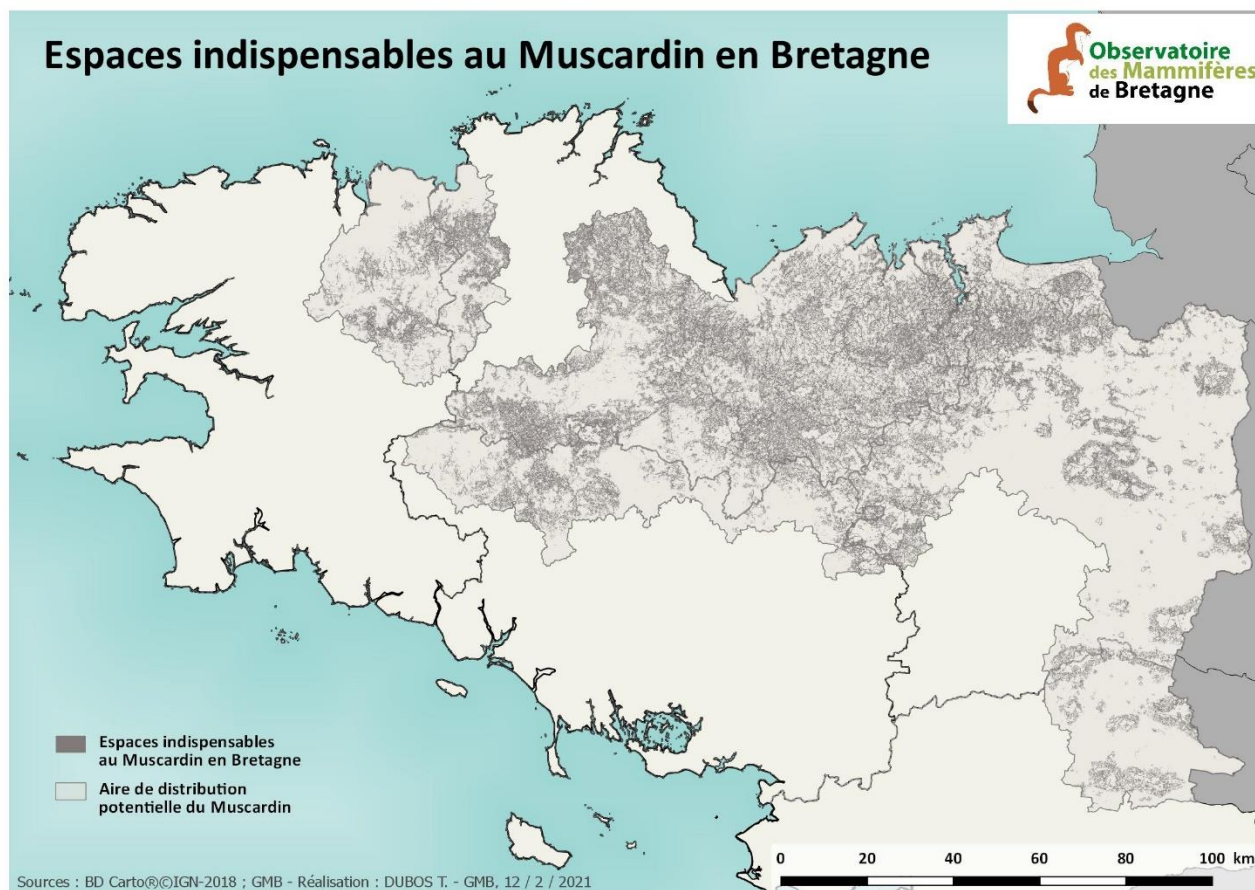 Espaces indispensables au Muscardin en Bretagne
Observatoire
des Mammifères
de Bretagne
Espaces indispensables
au Muscardin en Bretagne
Aire de distribution
potentielle du Muscardin
0 20 40 60 80 100 km
Sources : BD Carto®©IGN-2018 ; GMB - Réalisation : DUBOS T. - GMB, 12 / 2 / 2021